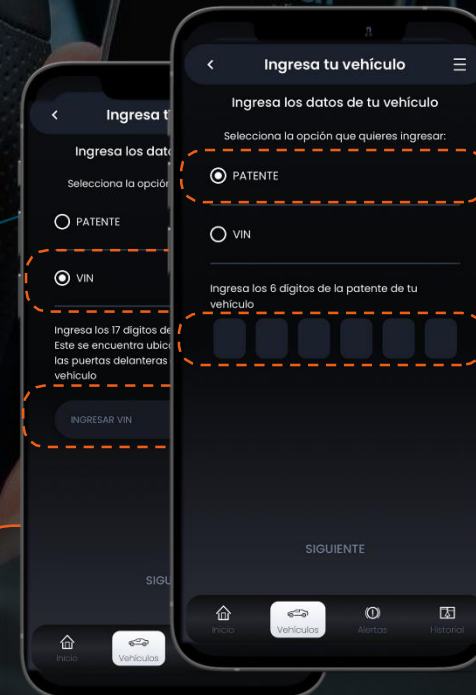 Ingresa t
Ingresa los dat
Selecciona la opción
PATENTE
VIN
Ingresa los 17 dígitos de
Este se encuentra ubic
las puertas delanteras
vehículo
INGRESAR VIN
SIGU
Inicio
Vehículos
Ingresa tu vehículo
Ingresa los datos de tu vehículo
Selecciona la opción que quieres ingresar:
PATENTE
VIN
Ingresa los 6 dígitos de la patente de tu
vehículo
SIGUIENTE
Inicio
Vehículos
Alertas
Historial